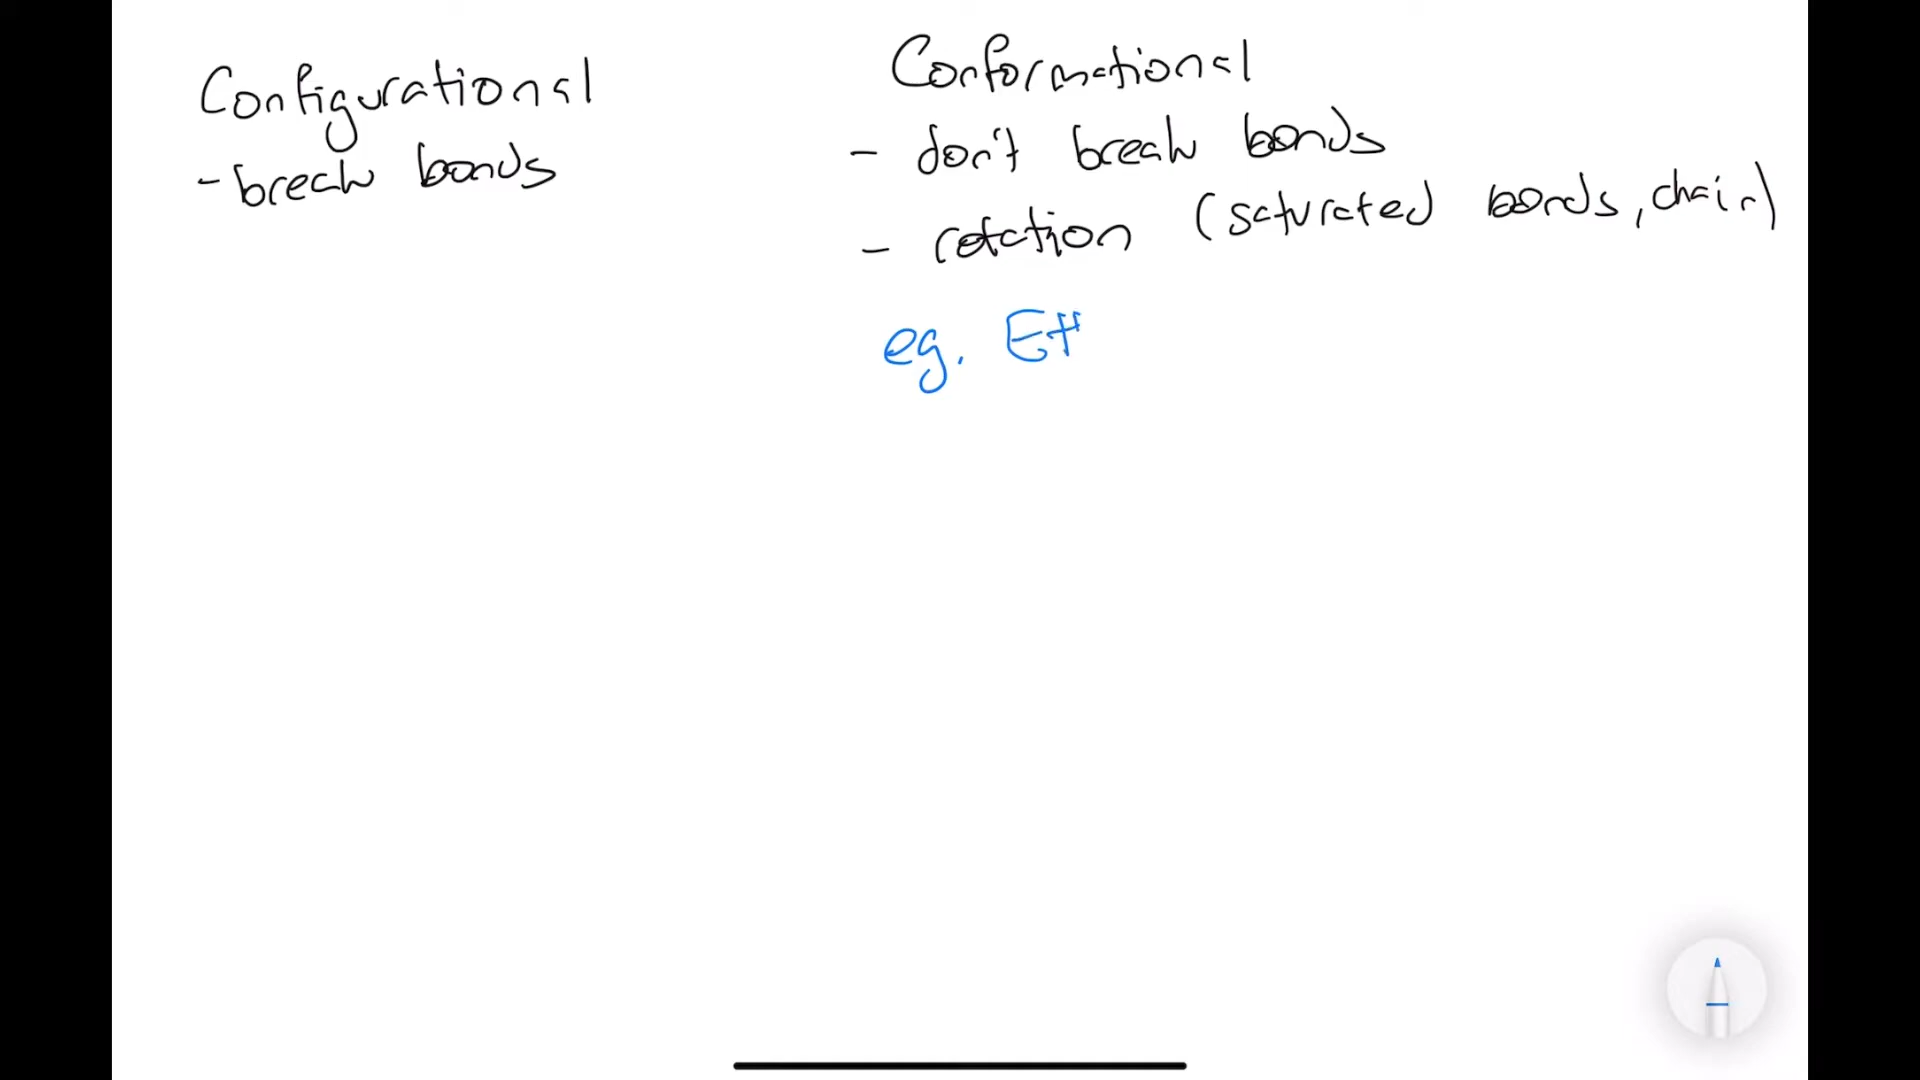 Configurational
- break bonds
Conformational
- don't break bonds
- rotation (saturated bonds, chain)
eg. Et